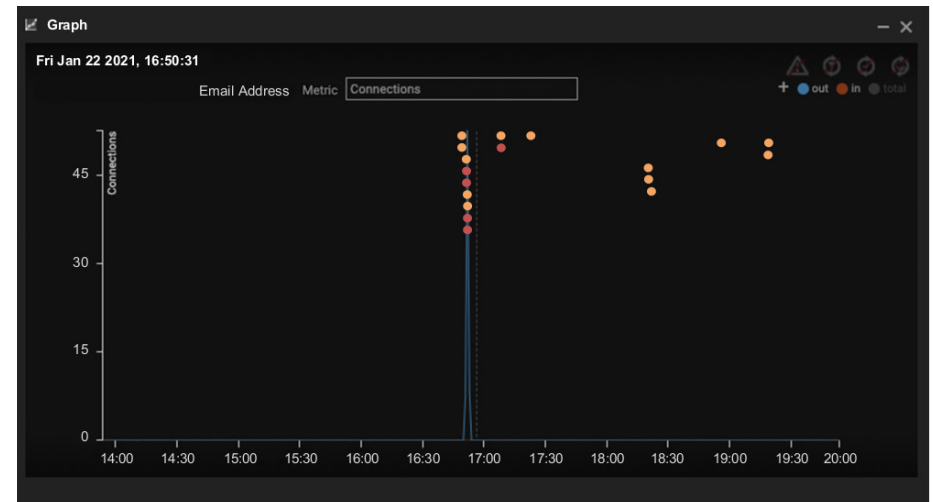 Graph
Fri Jan 22 2021, 16:50:31
Email Address Metric Connections
out in total
Connections
45
30
15
0
14:00 14:30 15:00 15:30 16:00 16:30 17:00 17:30 18:00 18:30 19:00 19:30 20:00